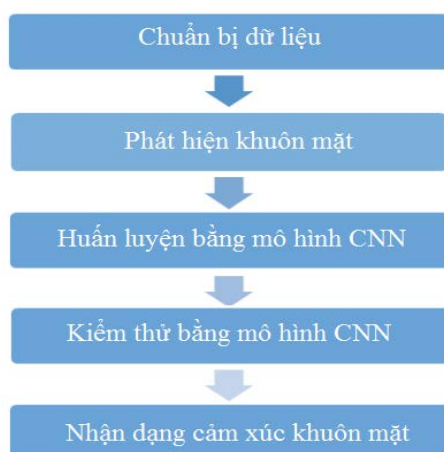 Chuẩn bị dữ liệu
Phát hiện khuôn mặt
Huấn luyện bằng mô hình CNN
Kiểm thử bằng mô hình CNN
Nhận dạng cảm xúc khuôn mặt